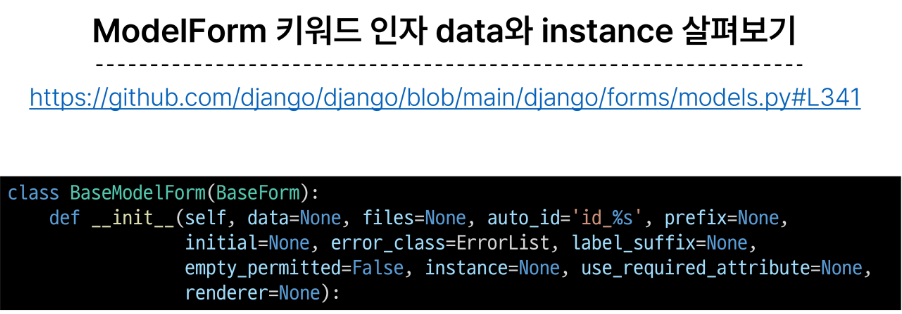 ModelForm 키워드 인자 data와 instance 살펴보기
-----------------------------------------------------------------
https://github.com/django/django/blob/main/django/forms/models.py#L341
class BaseModelForm(BaseForm):
    def __init__(self, data=None, files=None, auto_id='id_%s', prefix=None,
                 initial=None, error_class=ErrorList, label_suffix=None,
                 empty_permitted=False, instance=None, use_required_attribute=None,
                 renderer=None):